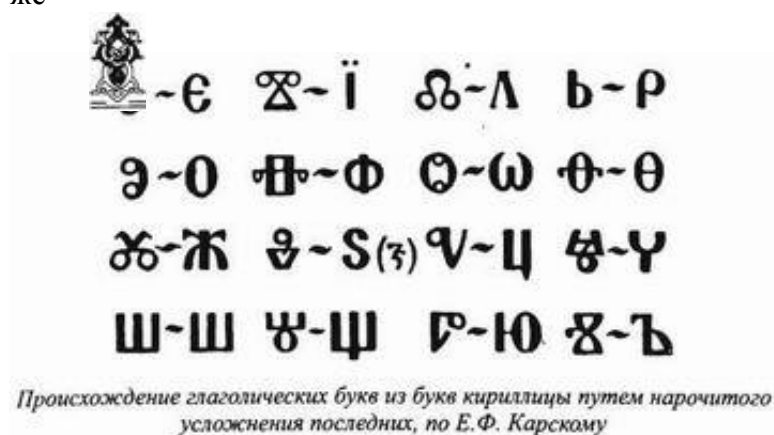 же
~Є Ⰹ~Ї Ⰾ~Л Ь~Р
Ⱁ~О Ⱇ~Ф Ⱉ~Ѡ Ⱚ~Ѳ
Ⰶ~Ж Ⰷ~Ѕ(ⰷ) Ⱌ~Ц Ⱛ~Ү
Ш~Ш Ⱋ~Щ Ⱓ~Ю Ⱏ~Ъ
Происхождение глаголических букв из букв кириллицы путем нарочитого
усложнения последних, по Е.Ф. Карскому